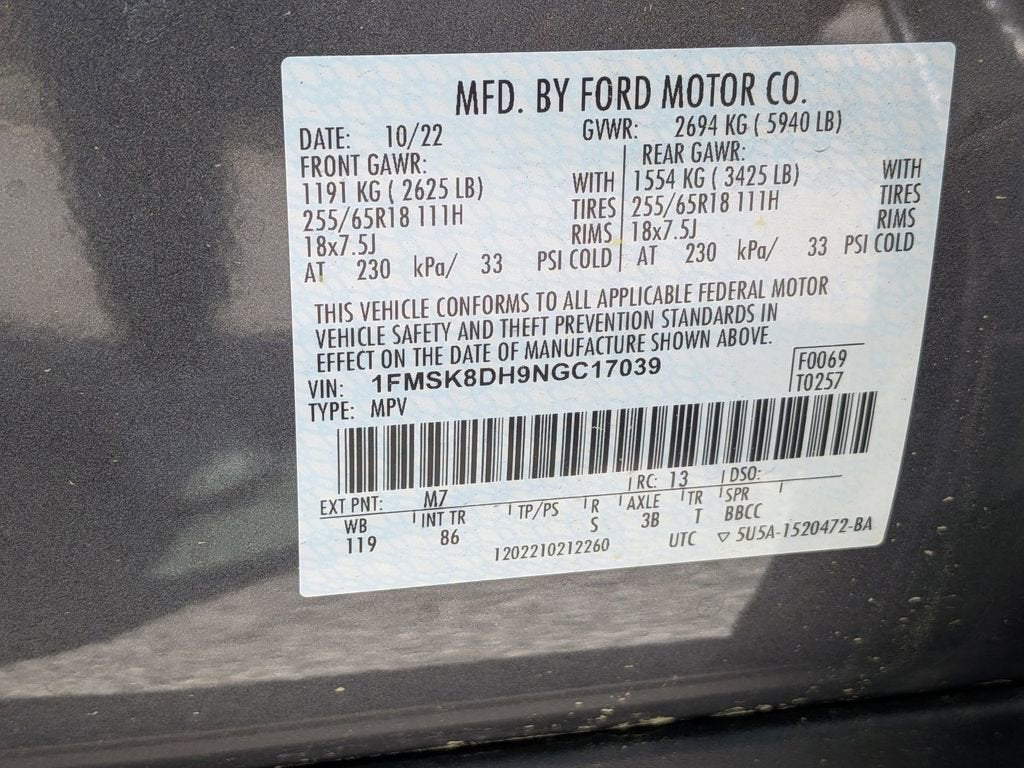 MFD. BY FORD MOTOR CO.
DATE: 10/22 GVWR: 2694 KG ( 5940 LB)
FRONT GAWR: REAR GAWR:
1191 KG ( 2625 LB) WITH 1554 KG ( 3425 LB) WITH
255/65R18 111H TIRES 255/65R18 111H TIRES
18x7.5J RIMS 18x7.5J RIMS
AT 230 kPa/ 33 PSI COLD AT 230 kPa/ 33 PSI COLD
THIS VEHICLE CONFORMS TO ALL APPLICABLE FEDERAL MOTOR
VEHICLE SAFETY AND THEFT PREVENTION STANDARDS IN
EFFECT ON THE DATE OF MANUFACTURE SHOWN ABOVE.
VIN: 1FMSK8DH9NGC17039 F0069
TYPE: MPV T0257
EXT PNT: M7 RC: 13 DSO:
WB INT TR TP/PS R AXLE TR SPR
119 86 S 3B T BBCC
1202210212260 UTC ▽ 5U5A-1520472-BA